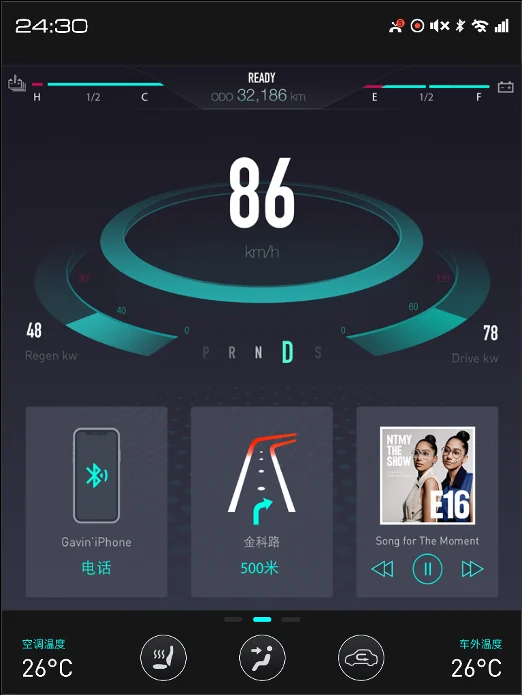 24:30
6
READY
ODO 32,186 km
H 1/2 C
E 1/2 F
86
km/h
80
120
40
60
0
0
48
78
Regen kw
Drive kw
P R N D S
NTMY
THE
SHOW
E16
Gavin'iPhone
金科路
Song for The Moment
电话
500米
空调温度
车外温度
26°C
26°C